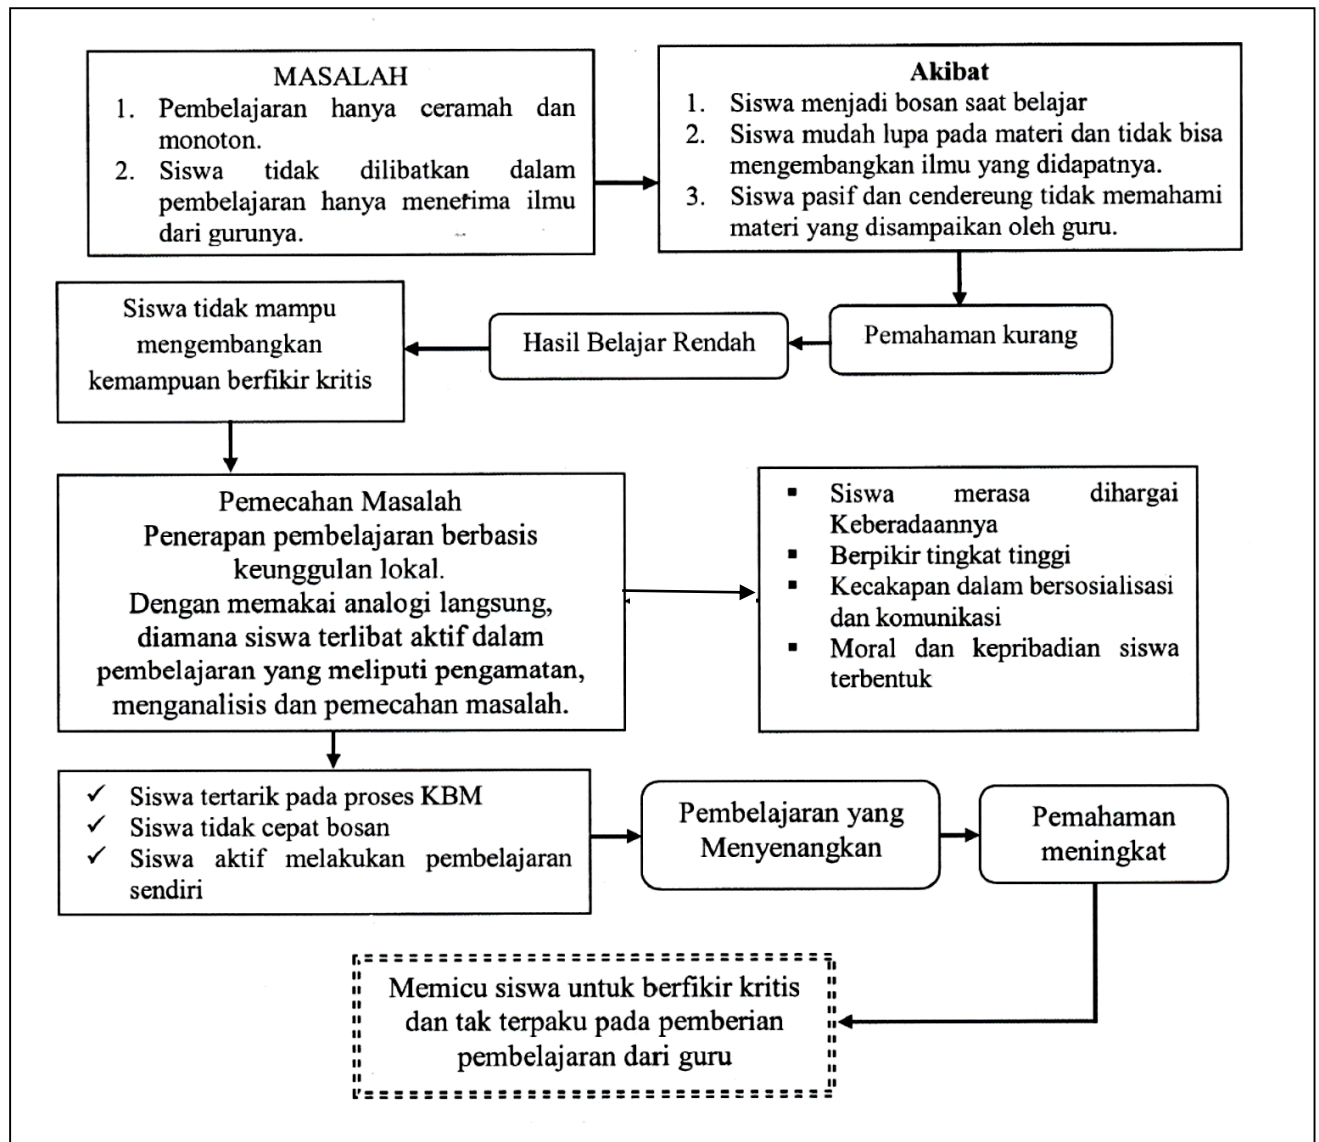 MASALAH
1. Pembelajaran hanya ceramah dan
monoton.
2. Siswa tidak dilibatkan dalam
pembelajaran hanya menerima ilmu
dari gurunya.
Akibat
1. Siswa menjadi bosan saat belajar
2. Siswa mudah lupa pada materi dan tidak bisa
mengembangkan ilmu yang didapatnya.
3. Siswa pasif dan cendereung tidak memahami
materi yang disampaikan oleh guru.
Pemahaman kurang
Hasil Belajar Rendah
Siswa tidak mampu
mengembangkan
kemampuan berfikir kritis
Pemecahan Masalah
Penerapan pembelajaran berbasis
keunggulan lokal.
Dengan memakai analogi langsung,
diamana siswa terlibat aktif dalam
pembelajaran yang meliputi pengamatan,
menganalisis dan pemecahan masalah.
▪ Siswa merasa dihargai
Keberadaannya
▪ Berpikir tingkat tinggi
▪ Kecakapan dalam bersosialisasi
dan komunikasi
▪ Moral dan kepribadian siswa
terbentuk
✓ Siswa tertarik pada proses KBM
✓ Siswa tidak cepat bosan
✓ Siswa aktif melakukan pembelajaran
sendiri
Pembelajaran yang
Menyenangkan
Pemahaman
meningkat
Memicu siswa untuk berfikir kritis
dan tak terpaku pada pemberian
pembelajaran dari guru